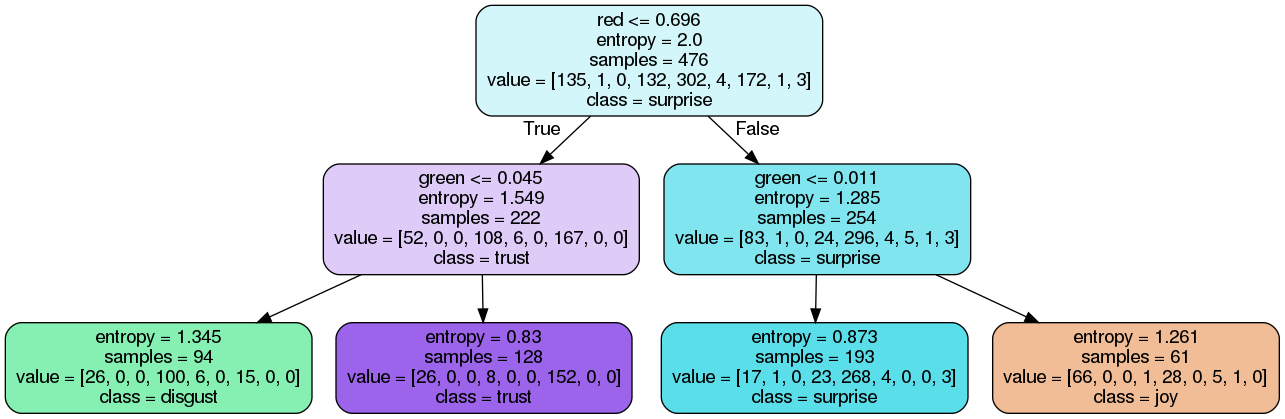 red <= 0.696
entropy = 2.0
samples = 476
value = [135, 1, 0, 132, 302, 4, 172, 1, 3]
class = surprise
True
False
green <= 0.045
entropy = 1.549
samples = 222
value = [52, 0, 0, 108, 6, 0, 167, 0, 0]
class = trust
green <= 0.011
entropy = 1.285
samples = 254
value = [83, 1, 0, 24, 296, 4, 5, 1, 3]
class = surprise
entropy = 1.345
samples = 94
value = [26, 0, 0, 100, 6, 0, 15, 0, 0]
class = disgust
entropy = 0.83
samples = 128
value = [26, 0, 0, 8, 0, 0, 152, 0, 0]
class = trust
entropy = 0.873
samples = 193
value = [17, 1, 0, 23, 268, 4, 0, 0, 3]
class = surprise
entropy = 1.261
samples = 61
value = [66, 0, 0, 1, 28, 0, 5, 1, 0]
class = joy